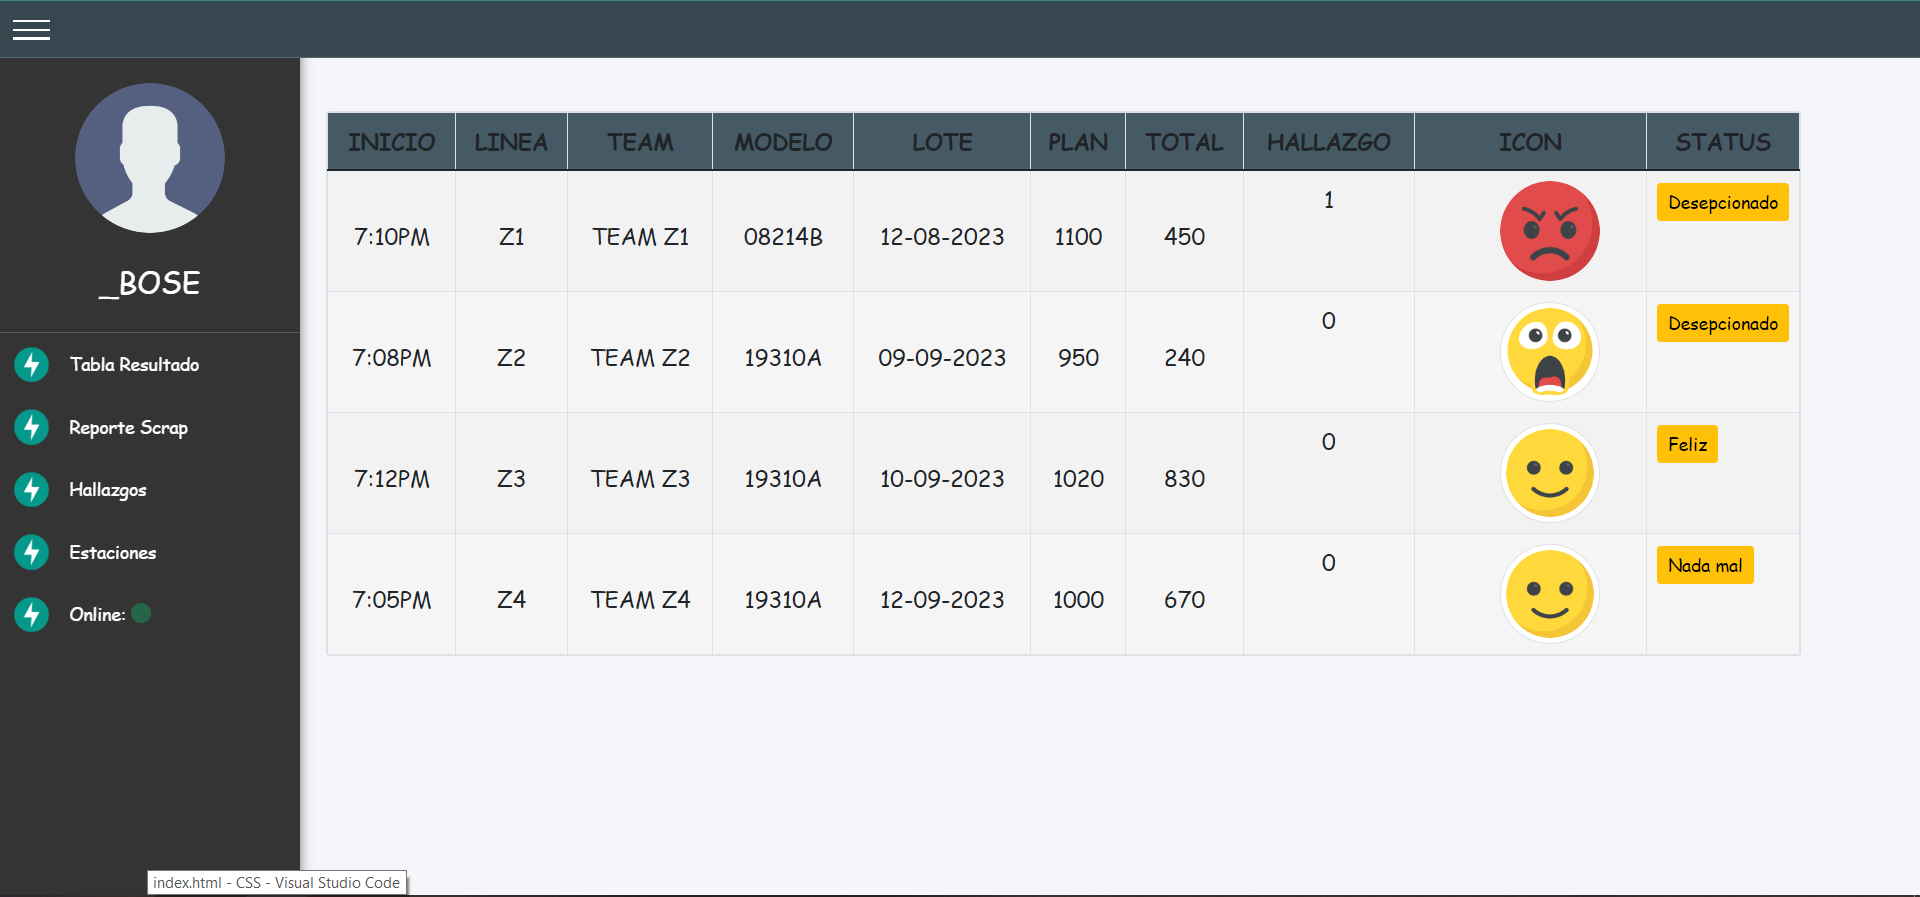 _BOSE
Tabla Resultado
Reporte Scrap
Hallazgos
Estaciones
Online:
INICIO LINEA TEAM MODELO LOTE PLAN TOTAL HALLAZGO ICON STATUS
7:10PM Z1 TEAM Z1 08214B 12-08-2023 1100 450 1 Desepcionado
7:08PM Z2 TEAM Z2 19310A 09-09-2023 950 240 0 Desepcionado
7:12PM Z3 TEAM Z3 19310A 10-09-2023 1020 830 0 Feliz
7:05PM Z4 TEAM Z4 19310A 12-09-2023 1000 670 0 Nada mal
index.html - CSS - Visual Studio Code